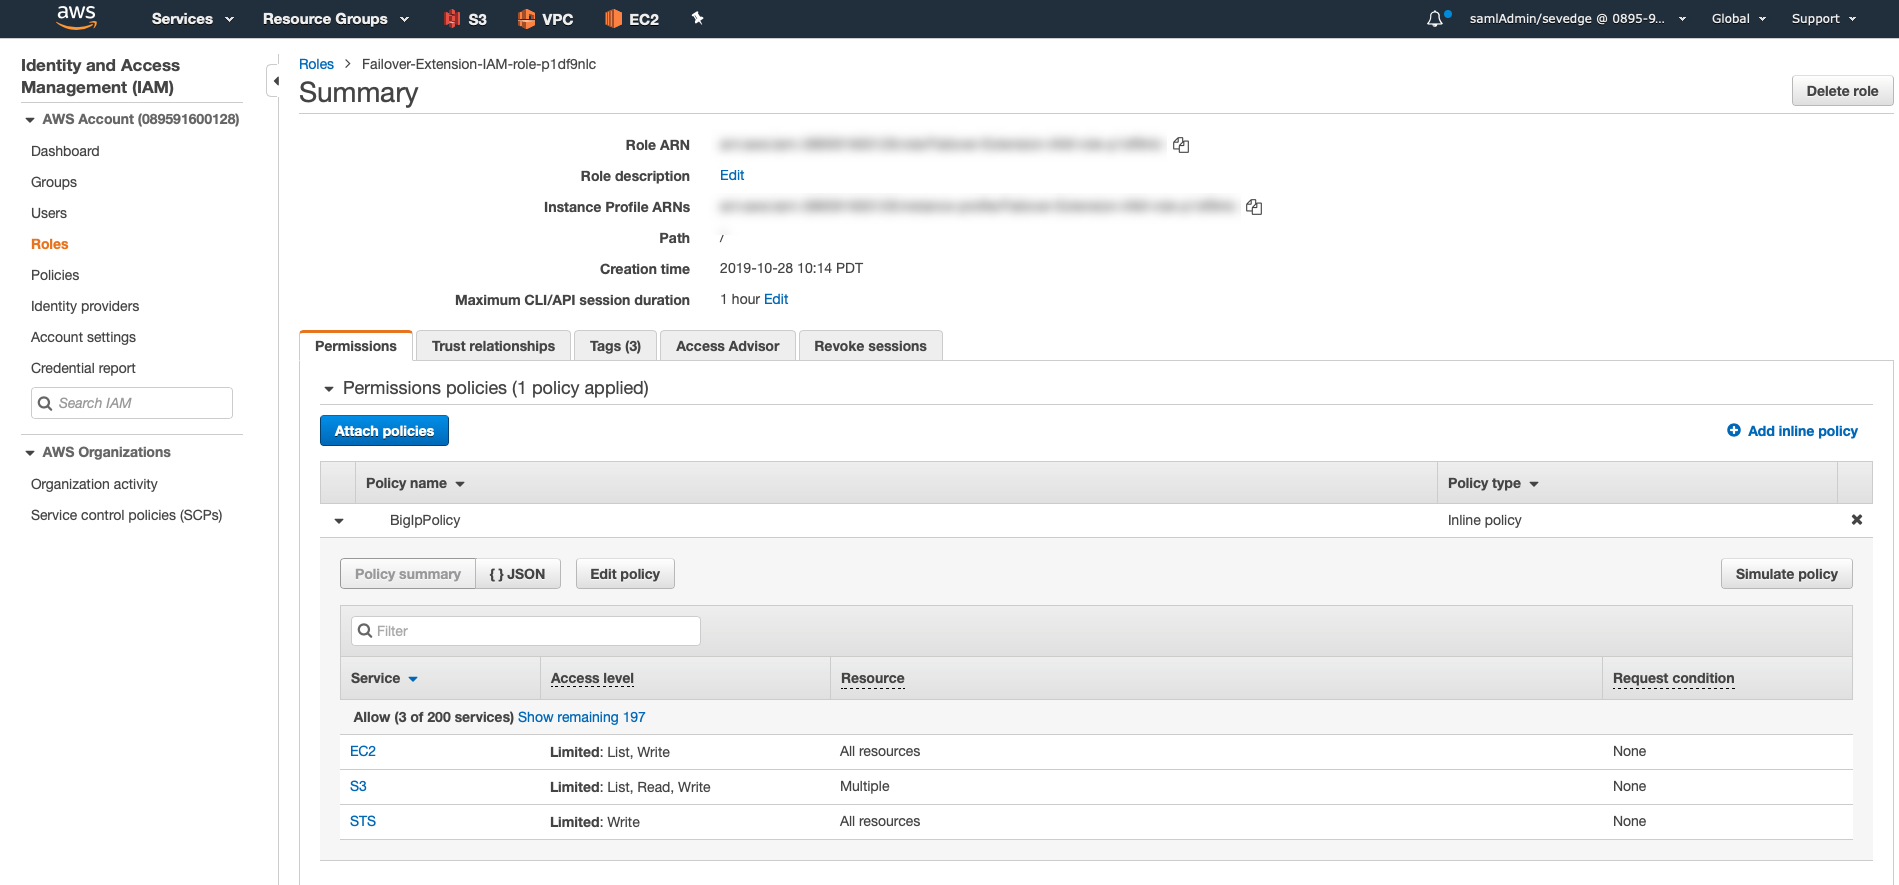 aws Services Resource Groups S3 VPC EC2 samlAdmin/sevedge @ 0895-9... Global Support
Identity and Access
Management (IAM)
AWS Account (089591600128)
Dashboard
Groups
Users
Roles
Policies
Identity providers
Account settings
Credential report
Search IAM
AWS Organizations
Organization activity
Service control policies (SCPs)
Roles > Failover-Extension-IAM-role-p1df9nlc
Summary
Delete role
Role ARN
Role description Edit
Instance Profile ARNs
Path /
Creation time 2019-10-28 10:14 PDT
Maximum CLI/API session duration 1 hour Edit
Permissions Trust relationships Tags (3) Access Advisor Revoke sessions
Permissions policies (1 policy applied)
Attach policies Add inline policy
Policy name Policy type
BigIpPolicy Inline policy
Policy summary { } JSON Edit policy Simulate policy
Filter
Service Access level Resource Request condition
Allow (3 of 200 services) Show remaining 197
EC2 Limited: List, Write All resources None
S3 Limited: List, Read, Write Multiple None
STS Limited: Write All resources None